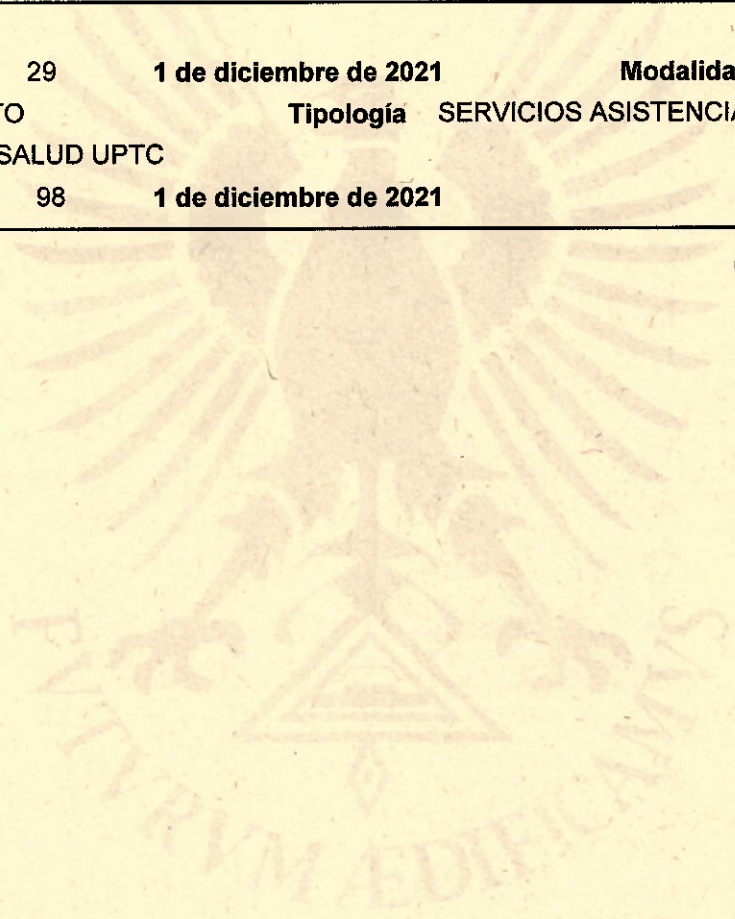 29 1 de diciembre de 2021 Modalida
TO Tipología SERVICIOS ASISTENCIA
SALUD UPTC
98 1 de diciembre de 2021
FVTVRVM ÆDIFICAMVS